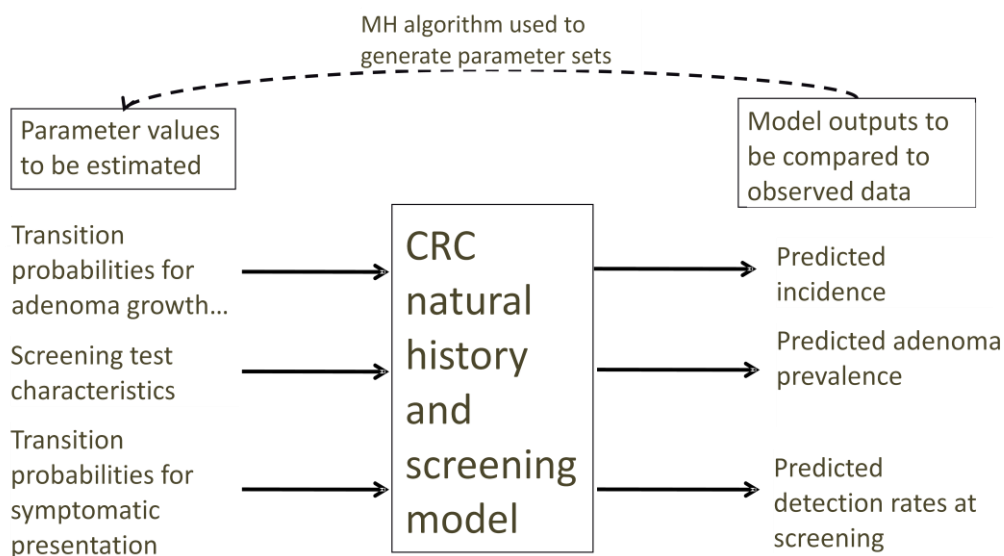 MH algorithm used to
generate parameter sets
Parameter values
to be estimated
Model outputs to
be compared to
observed data
Transition
probabilities for
adenoma growth...
Screening test
characteristics
Transition
probabilities for
symptomatic
presentation
CRC
natural
history
and
screening
model
Predicted
incidence
Predicted adenoma
prevalence
Predicted
detection rates at
screening